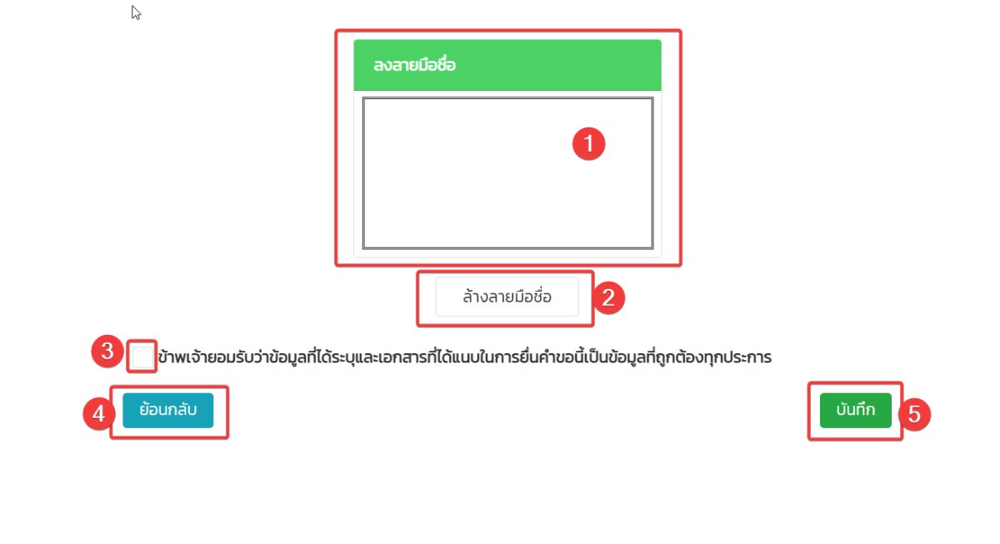 ลงลายมือชื่อ
1
ล้างลายมือชื่อ
2
3
ข้าพเจ้ายอมรับว่าข้อมูลที่ได้ระบุและเอกสารที่ได้แนบในการยื่นคำขอนี้เป็นข้อมูลที่ถูกต้องทุกประการ
4
ย้อนกลับ
บันทึก
5